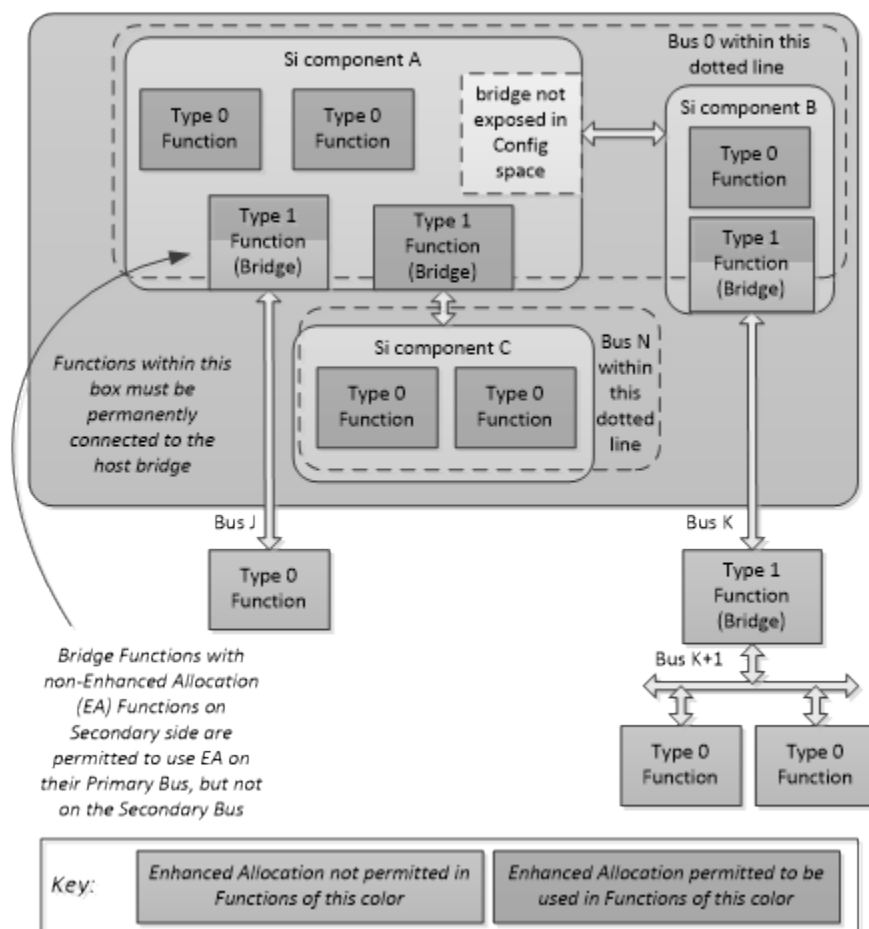 Si component A
Bus 0 within this
dotted line
Type 0
Function
Type 0
Function
bridge not
exposed in
Config
space
Si component B
Type 0
Function
Type 1
Function
(Bridge)
Type 1
Function
(Bridge)
Type 1
Function
(Bridge)
Si component C
Type 0
Function
Type 0
Function
Bus N
within
this
dotted
line
Functions within this
box must be
permanently
connected to the
host bridge
Bus J
Bus K
Type 0
Function
Type 1
Function
(Bridge)
Bus K+1
Type 0
Function
Type 0
Function
Bridge Functions with
non-Enhanced Allocation
(EA) Functions on
Secondary side are
permitted to use EA on
their Primary Bus, but not
on the Secondary Bus
Key:
Enhanced Allocation not permitted in
Functions of this color
Enhanced Allocation permitted to be
used in Functions of this color